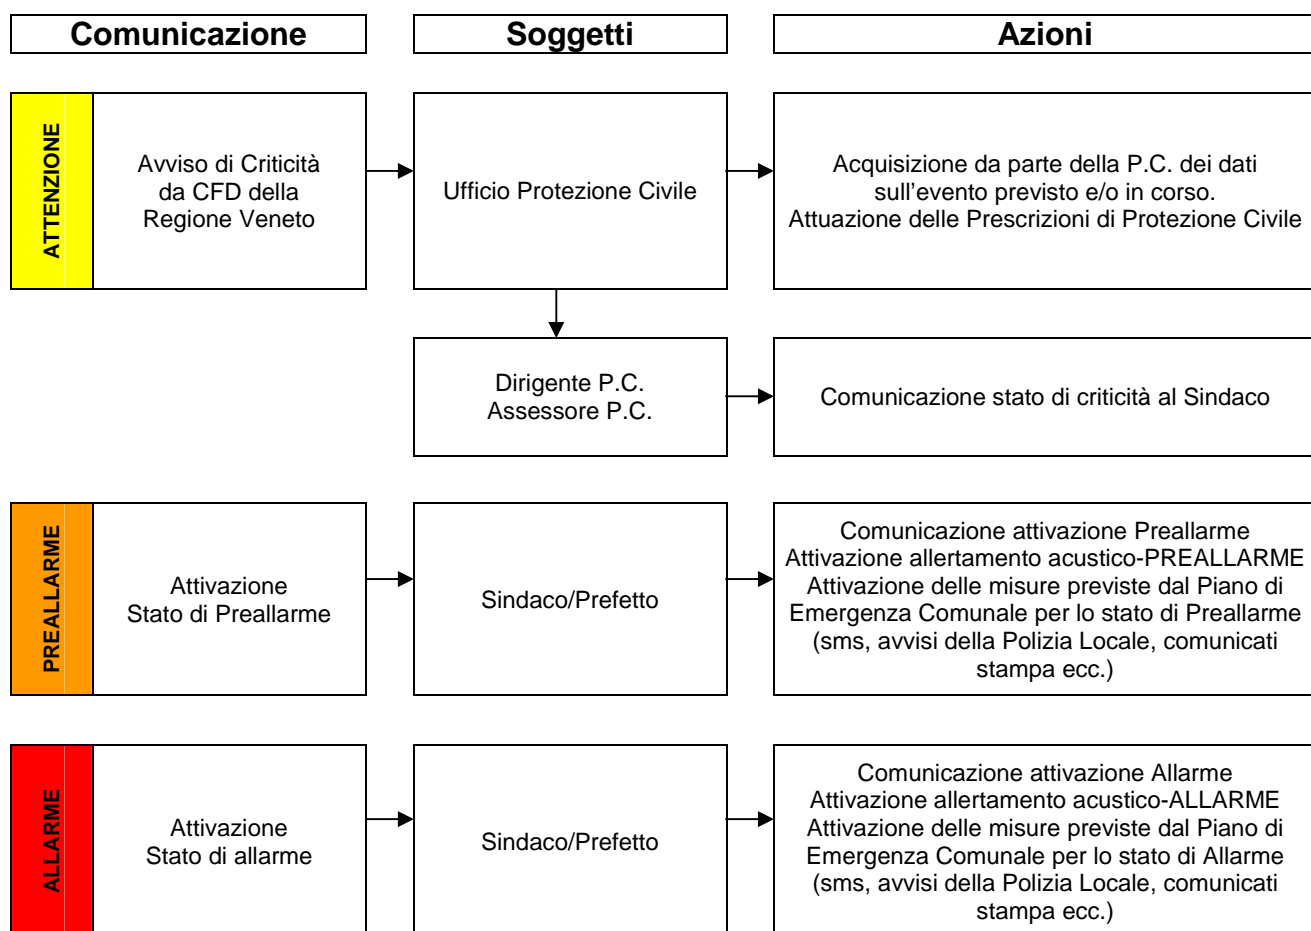 Comunicazione
Soggetti
Azioni
ATTENZIONE
Avviso di Criticità
da CFD della
Regione Veneto
Ufficio Protezione Civile
Acquisizione da parte della P.C. dei dati
sull'evento previsto e/o in corso.
Attuazione delle Prescrizioni di Protezione Civile
Dirigente P.C.
Assessore P.C.
Comunicazione stato di criticità al Sindaco
PREALLARME
Attivazione
Stato di Preallarme
Sindaco/Prefetto
Comunicazione attivazione Preallarme
Attivazione allertamento acustico-PREALLARME
Attivazione delle misure previste dal Piano di
Emergenza Comunale per lo stato di Preallarme
(sms, avvisi della Polizia Locale, comunicati
stampa ecc.)
ALLARME
Attivazione
Stato di allarme
Sindaco/Prefetto
Comunicazione attivazione Allarme
Attivazione allertamento acustico-ALLARME
Attivazione delle misure previste dal Piano di
Emergenza Comunale per lo stato di Allarme
(sms, avvisi della Polizia Locale, comunicati
stampa ecc.)